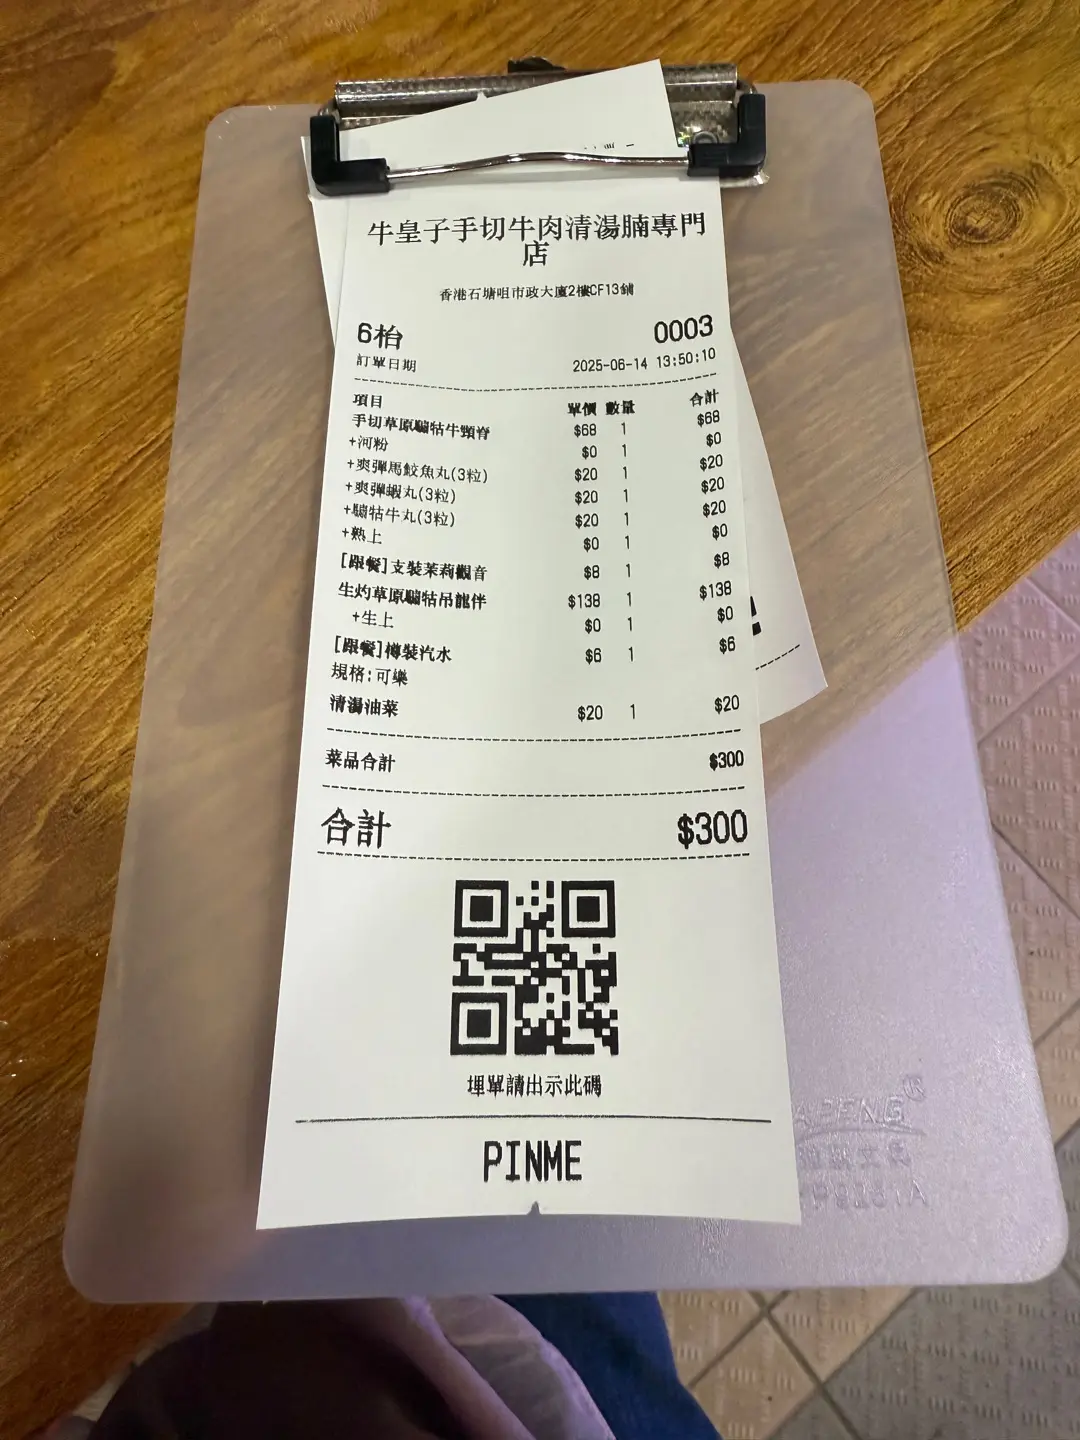 牛皇子手切牛肉清湯腩專門
店
香港石塘咀市政大廈2樓CF13鋪
6枱 0003
訂單日期 2025-06-14 13:50:10
項目 單價 數量 合計
手切草原驌牯牛頸脊 $68 1 $68
+河粉 $0 1 $0
+爽彈馬鮫魚丸(3粒) $20 1 $20
+爽彈蝦丸(3粒) $20 1 $20
+驌牯牛丸(3粒) $20 1 $20
+熟上 $0 1 $0
[跟餐]支裝茉莉觀音 $8 1 $8
生灼草原驌牯吊龍伴 $138 1 $138
+生上 $0 1 $0
[跟餐]樽裝汽水 $6 1 $6
規格:可樂
清湯油菜 $20 1 $20
菜品合計 $300
合計 $300
埋單請出示此碼
PINME